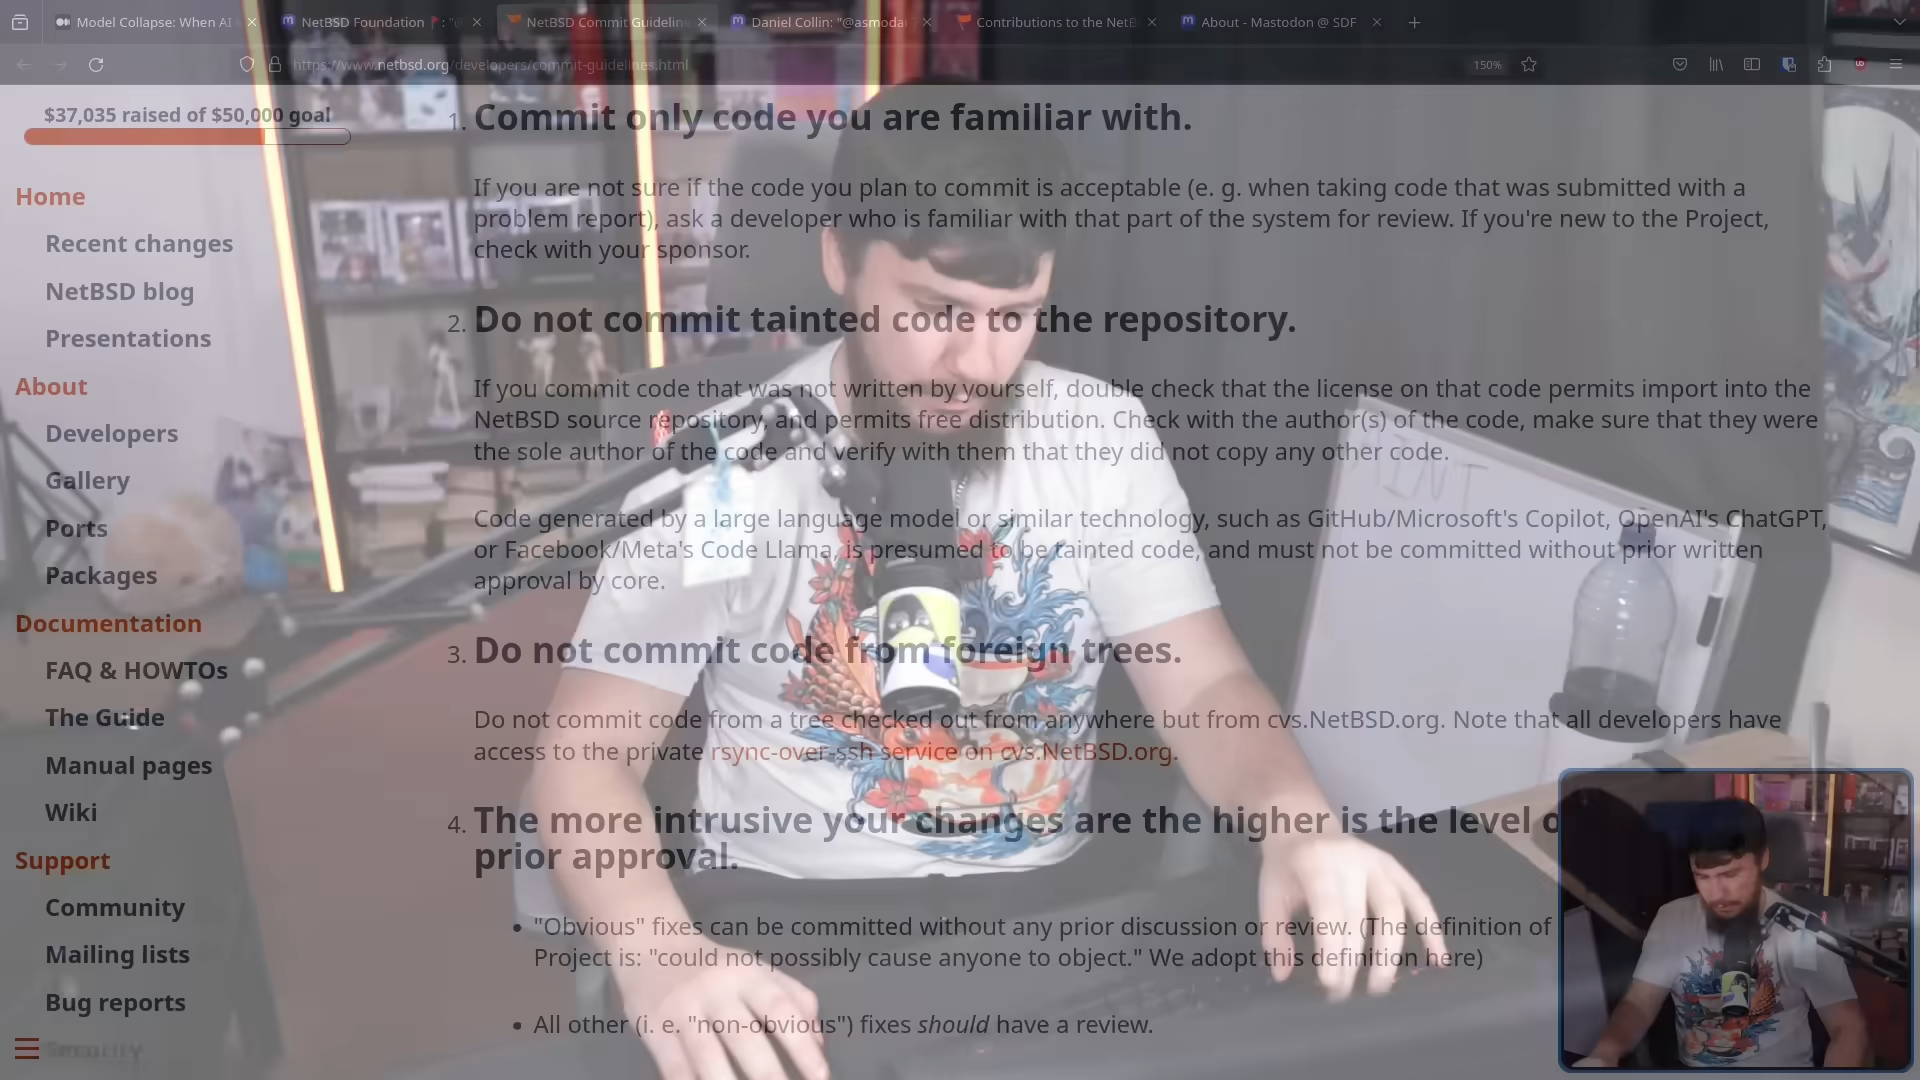 Model Collapse: When AI
NetBSD Foundation
NetBSD Commit Guideline
Daniel Collin: "@asmodai
Contributions to the NetB
About - Mastodon @ SDF
https://www.netbsd.org/developers/commit-guidelines.html
150%
$37,035 raised of $50,000 goal
Home
Recent changes
NetBSD blog
Presentations
About
Developers
Gallery
Ports
Packages
Documentation
FAQ & HOWTOs
The Guide
Manual pages
Wiki
Support
Community
Mailing lists
Bug reports
Security
1. Commit only code you are familiar with.
If you are not sure if the code you plan to commit is acceptable (e. g. when taking code that was submitted with a
problem report), ask a developer who is familiar with that part of the system for review. If you're new to the Project,
check with your sponsor.
2. Do not commit tainted code to the repository.
If you commit code that was not written by yourself, double check that the license on that code permits import into the
NetBSD source repository, and permits free distribution. Check with the author(s) of the code, make sure that they were
the sole author of the code and verify with them that they did not copy any other code.
Code generated by a large language model or similar technology, such as GitHub/Microsoft's Copilot, OpenAI's ChatGPT,
or Facebook/Meta's Code Llama, is presumed to be tainted code, and must not be committed without prior written
approval by core.
3. Do not commit code from foreign trees.
Do not commit code from a tree checked out from anywhere but from cvs.NetBSD.org. Note that all developers have
access to the private rsync-over-ssh service on cvs.NetBSD.org.
4. The more intrusive your changes are the higher is the level o
prior approval.
• "Obvious" fixes can be committed without any prior discussion or review. (The definition of
Project is: "could not possibly cause anyone to object." We adopt this definition here)
• All other (i. e. "non-obvious") fixes should have a review.